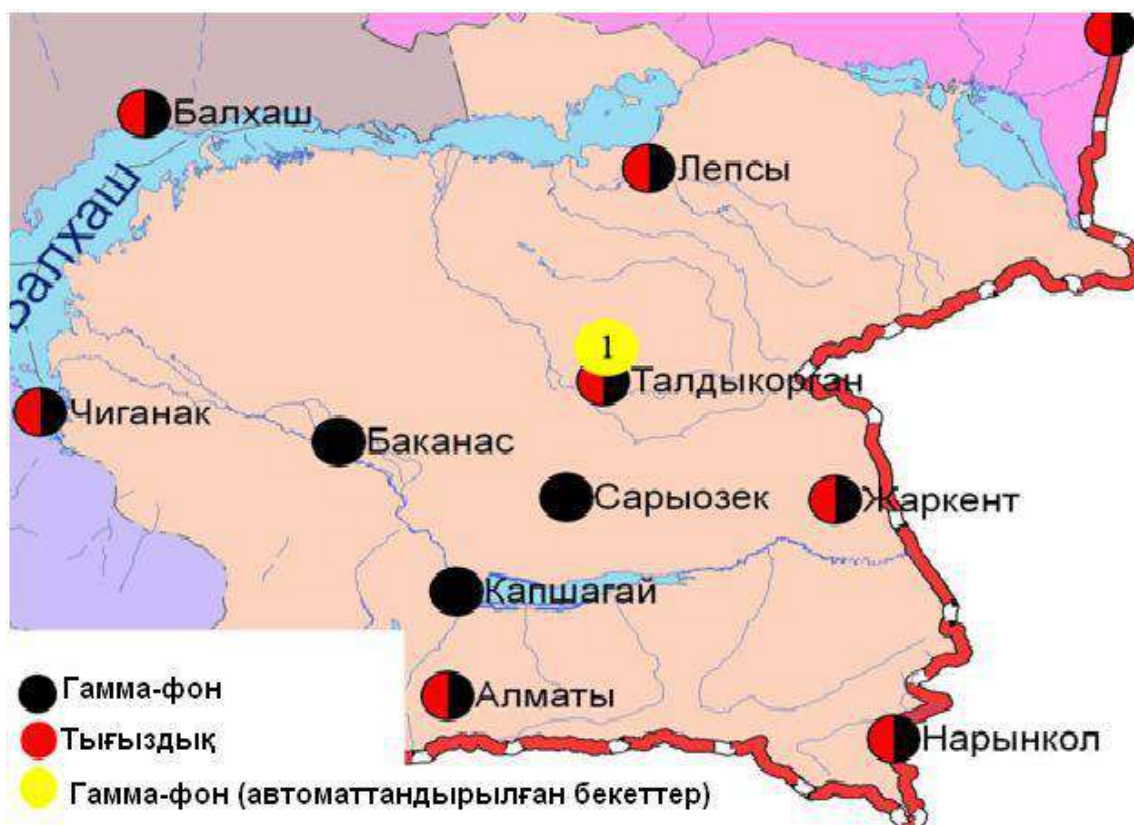 Балхаш
Лепсы
Балхаш
1
Талдыкорган
Чиганак
Баканас
Сарыозек
Жаркент
Капшагай
Алматы
Нарынкол
Гамма-фон
Тығыздық
Гамма-фон (автоматтандырылған бекеттер)